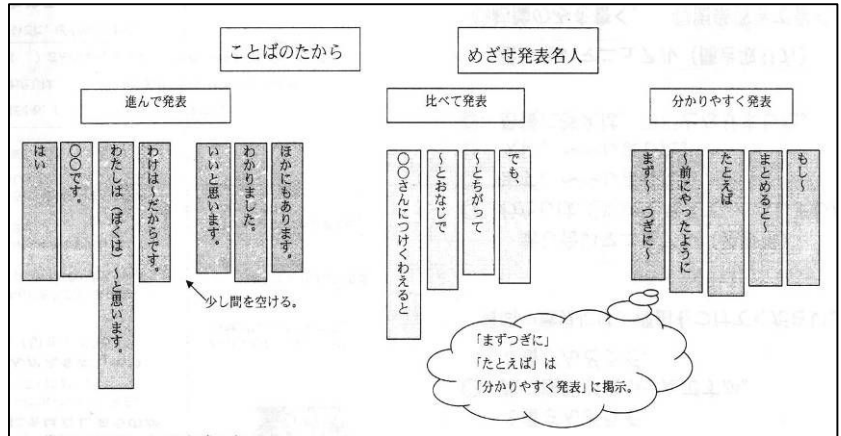 ことばのたから
めざせ発表名人
進んで発表
比べて発表
分かりやすく発表
はい
〇〇です。
わたしは（ぼくは）～と思います。
わけは～だからです。
いいと思います。
わかりました。
ほかにもあります。
少し間を空ける。
〇〇さんにつけくわえると
～とおなじで
～とちがって
でも、
まず～ つぎに～
～前にやったように
たとえば
まとめると～
もし～
「まずつぎに」
「たとえば」は
「分かりやすく発表」に掲示。